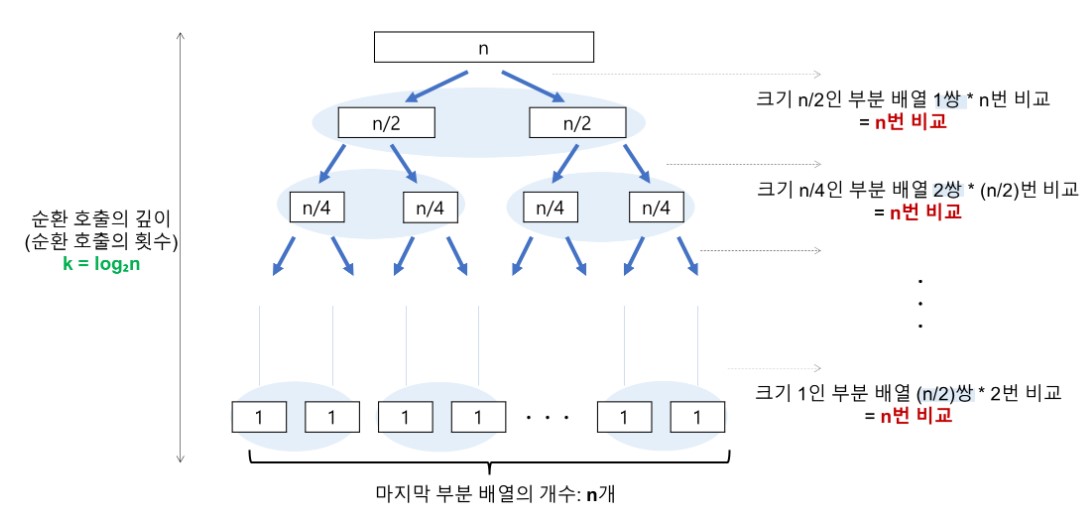 n
크기 n/2인 부분 배열 1쌍 * n번 비교
= n번 비교
n/2
n/2
크기 n/4인 부분 배열 2쌍 * (n/2)번 비교
= n번 비교
n/4
n/4
n/4
n/4
순환 호출의 깊이
(순환 호출의 횟수)
k = log₂n
.
.
.
크기 1인 부분 배열 (n/2)쌍 * 2번 비교
= n번 비교
1
1
1
1
· · ·
1
1
마지막 부분 배열의 개수: n개